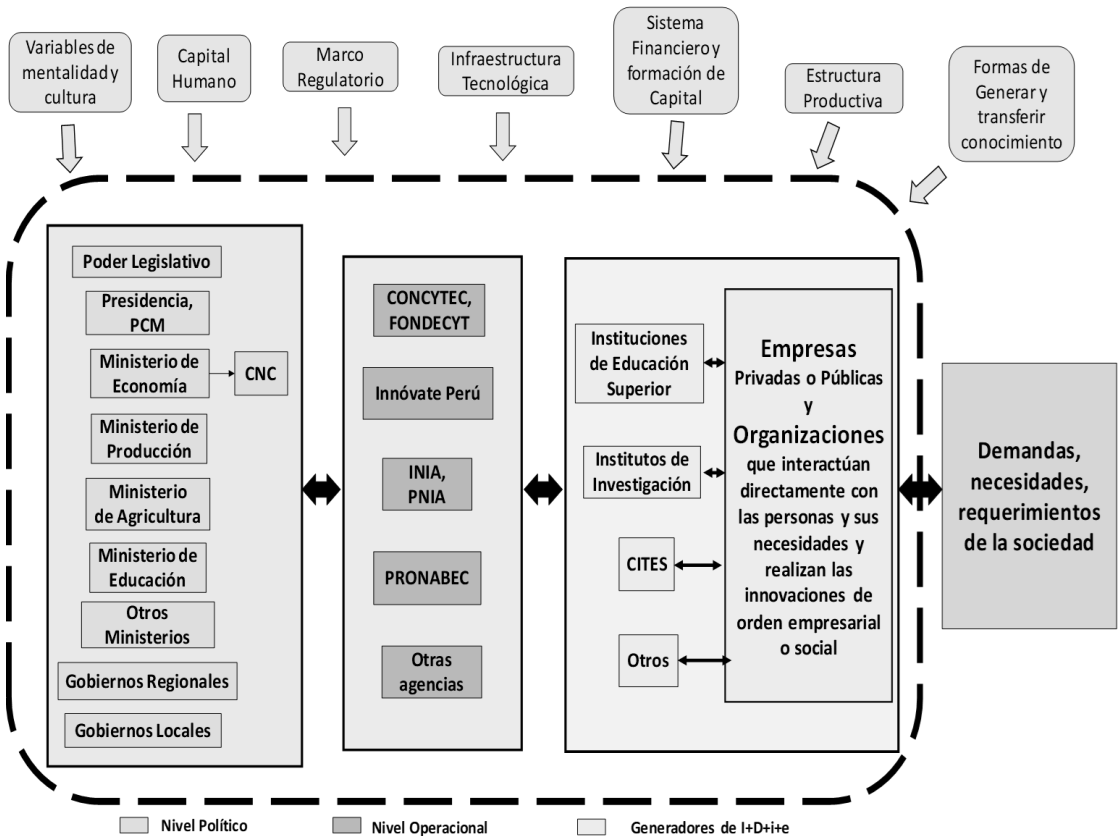 Variables de
mentalidad y
cultura
Capital
Humano
Marco
Regulatorio
Infraestructura
Tecnológica
Sistema
Financiero y
formación de
Capital
Estructura
Productiva
Formas de
Generar y
transferir
conocimiento
Poder Legislativo
Presidencia,
PCM
Ministerio de
Economía
CNC
Ministerio de
Producción
Ministerio
de Agricultura
Ministerio de
Educación
Otros
Ministerios
Gobiernos Regionales
Gobiernos Locales
CONCYTEC,
FONDECYT
Innóvate Perú
INIA,
PNIA
PRONABEC
Otras
agencias
Instituciones
de Educación
Superior
Institutos de
Investigación
CITES
Otros
Empresas
Privadas o Públicas
y
Organizaciones
que interactúan
directamente con
las personas y sus
necesidades y
realizan las
innovaciones de
orden empresarial
o social
Demandas,
necesidades,
requerimientos
de la sociedad
Nivel Político
Nivel Operacional
Generadores de I+D+i+e